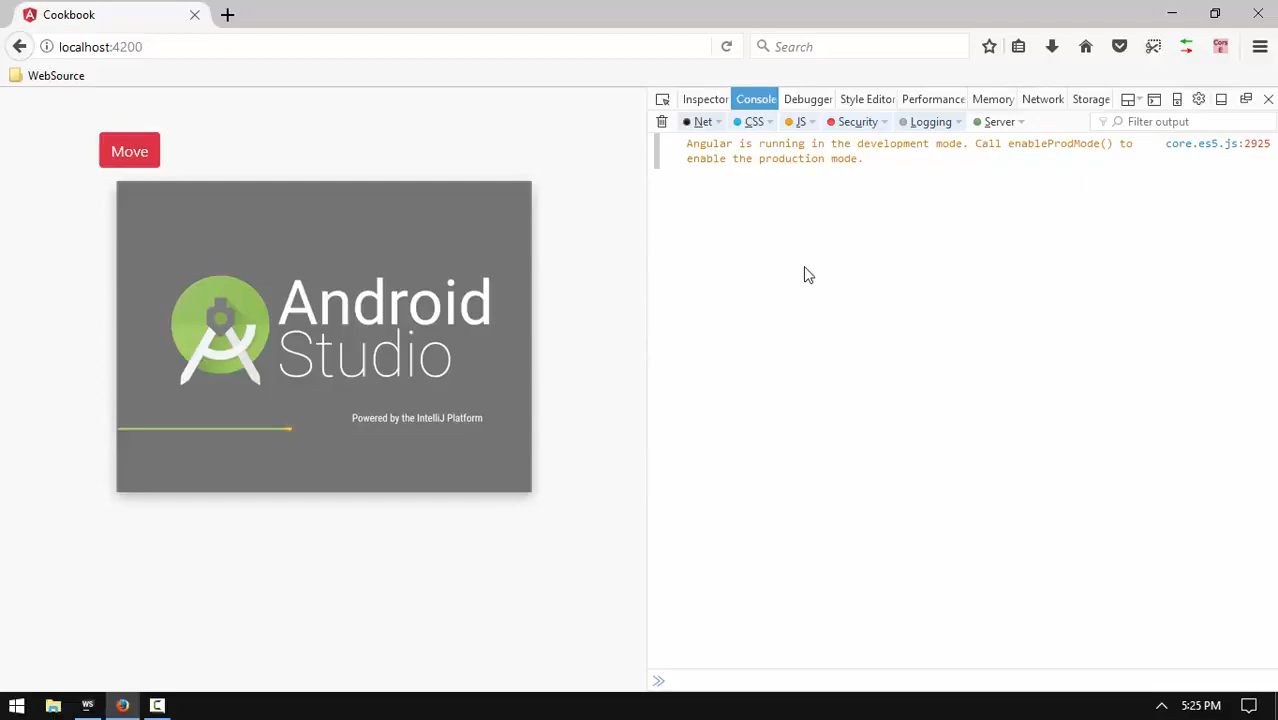 Cookbook
localhost:4200
Search
WebSource
Inspector Console Debugger Style Editor Performance Memory Network Storage
Net CSS JS Security Logging Server Filter output
Move
Angular is running in the development mode. Call enableProdMode() to core.es5.js:2925
enable the production mode.
Android
Studio
Powered by the IntelliJ Platform
WS
5:25 PM